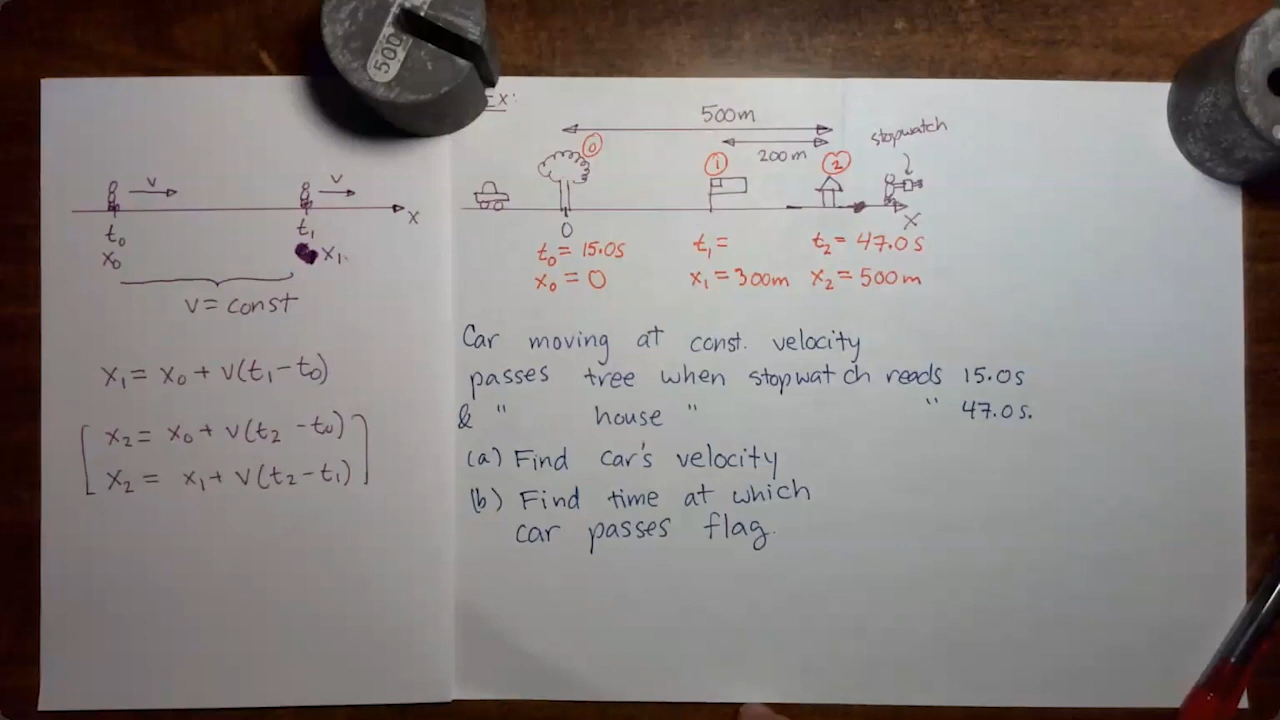 500
EX:
500m
200m
stopwatch
v
v
x
t₀
x₀
t₁
x₁
v = const
x₁ = x₀ + v(t₁ - t₀)
x₂ = x₀ + v(t₂ - t₀)
x₂ = x₁ + v(t₂ - t₁)
0
1
2
0
x
t₀ = 15.0s
t₁ =
t₂ = 47.0s
x₀ = 0
x₁ = 300m
x₂ = 500m
Car moving at const. velocity
passes tree when stopwatch reads 15.0s
& " house " " 47.0s.
(a) Find car's velocity
(b) Find time at which
car passes flag.